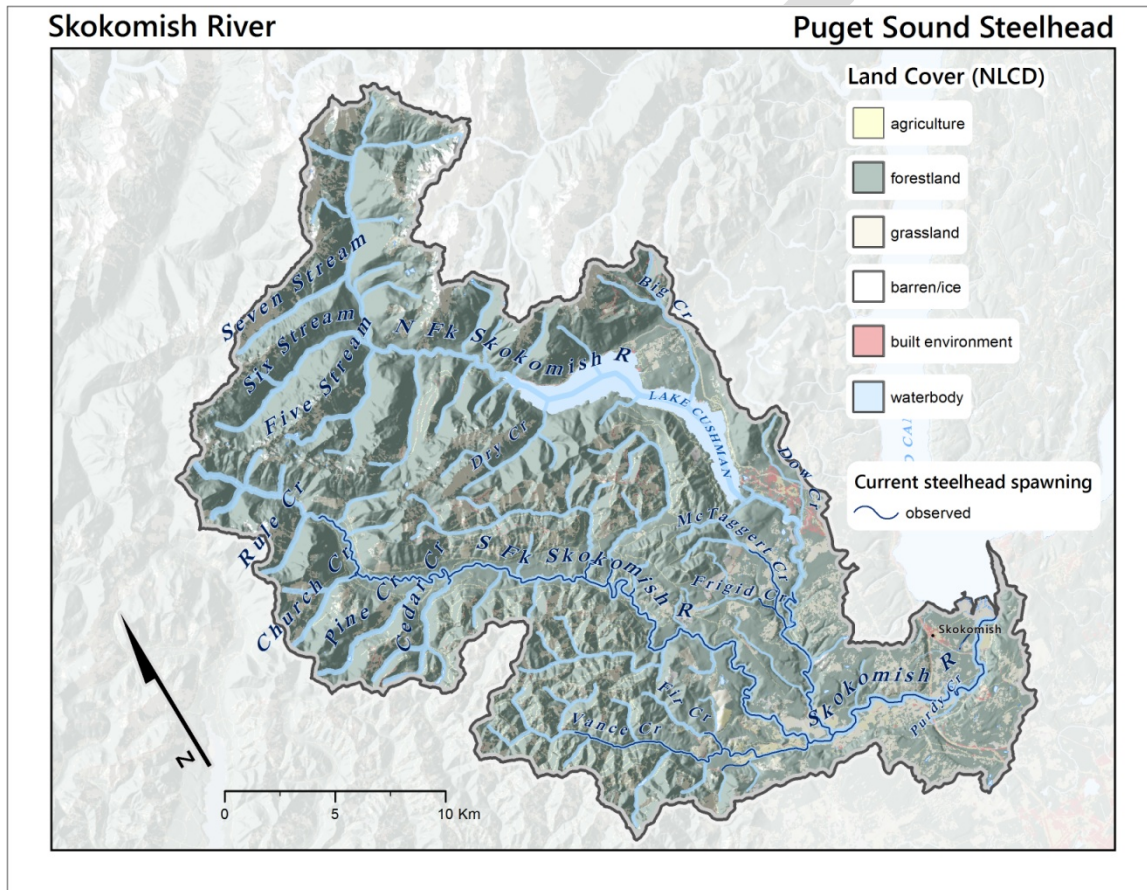 Skokomish River
Puget Sound Steelhead
Land Cover (NLCD)
agriculture
forestland
grassland
barren/ice
built environment
waterbody
Current steelhead spawning
observed
Seven Stream
Six Stream
Five Stream
N Fk Skokomish R
Big Cr
LAKE CUSHMAN
Dry Cr
Dow Cr
Rule Cr
McTaggert Cr
Church Cr
Pine Cr
Cedar Cr
S Fk Skokomish R
Frigid Cr
Skokomish
Skokomish R
Purdy Cr
Fir Cr
Vance Cr
N
0 5 10 Km